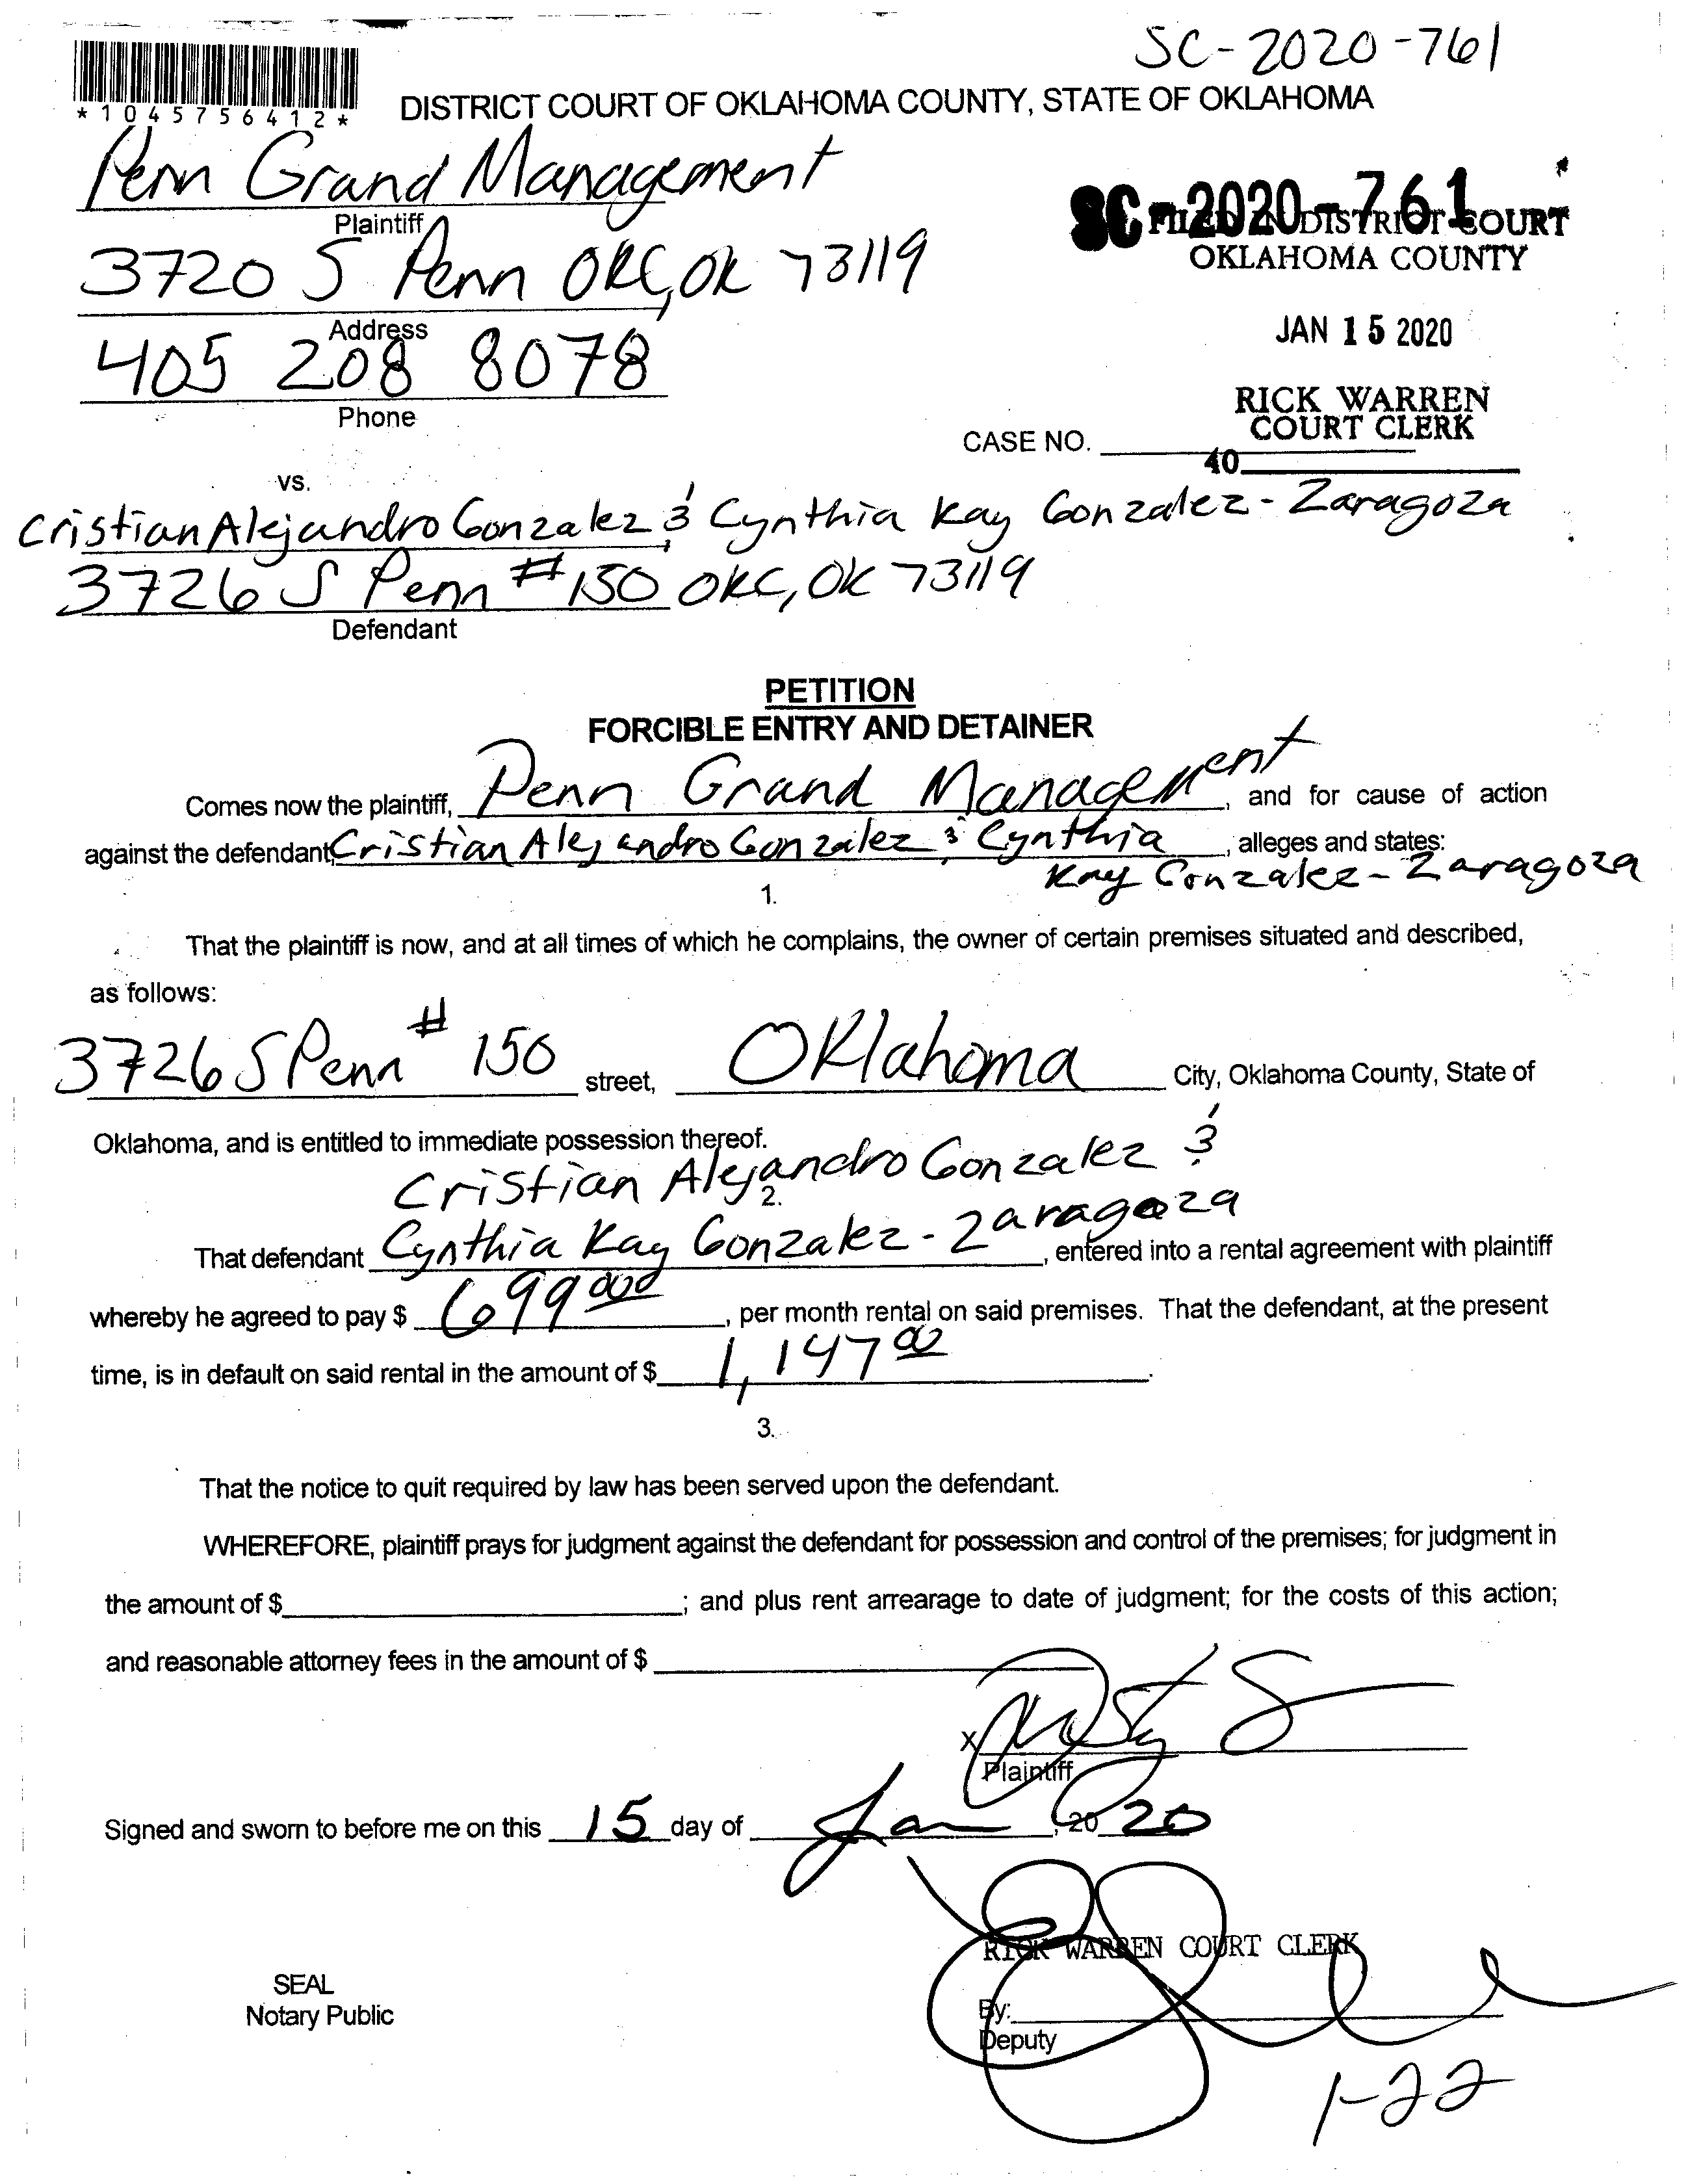 SC-2020-761
*1045756412*
DISTRICT COURT OF OKLAHOMA COUNTY, STATE OF OKLAHOMA
Penn Grand Management
Plaintiff
SC-2020-761
FILED IN DISTRICT COURT
OKLAHOMA COUNTY
3720 S Penn OKC, OK 73119
Address
JAN 15 2020
405 208 8078
Phone
RICK WARREN
COURT CLERK
CASE NO.
40
vs.
Cristian Alejandro Gonzalez & Cynthia Kay Gonzalez-Zaragoza
3726 S Penn #150 OKC, OK 73119
Defendant
PETITION
FORCIBLE ENTRY AND DETAINER
Comes now the plaintiff, Penn Grand Management, and for cause of action
against the defendant Cristian Alejandro Gonzalez & Cynthia, alleges and states:
Kay Gonzalez-Zaragoza
1.
That the plaintiff is now, and at all times of which he complains, the owner of certain premises situated and described,
as follows:
3726 S Penn # 150 street, Oklahoma City, Oklahoma County, State of
Oklahoma, and is entitled to immediate possession thereof.
Cristian Alejandro Gonzalez &
2.
That defendant Cynthia Kay Gonzalez-Zaragoza, entered into a rental agreement with plaintiff
whereby he agreed to pay $ 699 00, per month rental on said premises. That the defendant, at the present
time, is in default on said rental in the amount of $ 1,147 00.
3.
That the notice to quit required by law has been served upon the defendant.
WHEREFORE, plaintiff prays for judgment against the defendant for possession and control of the premises; for judgment in
the amount of $ ; and plus rent arrearage to date of judgment; for the costs of this action;
and reasonable attorney fees in the amount of $
X
Plaintiff
Signed and sworn to before me on this 15 day of Jan, 20 20
RICK WARREN COURT CLERK
SEAL
Notary Public
By:
Deputy
1-22